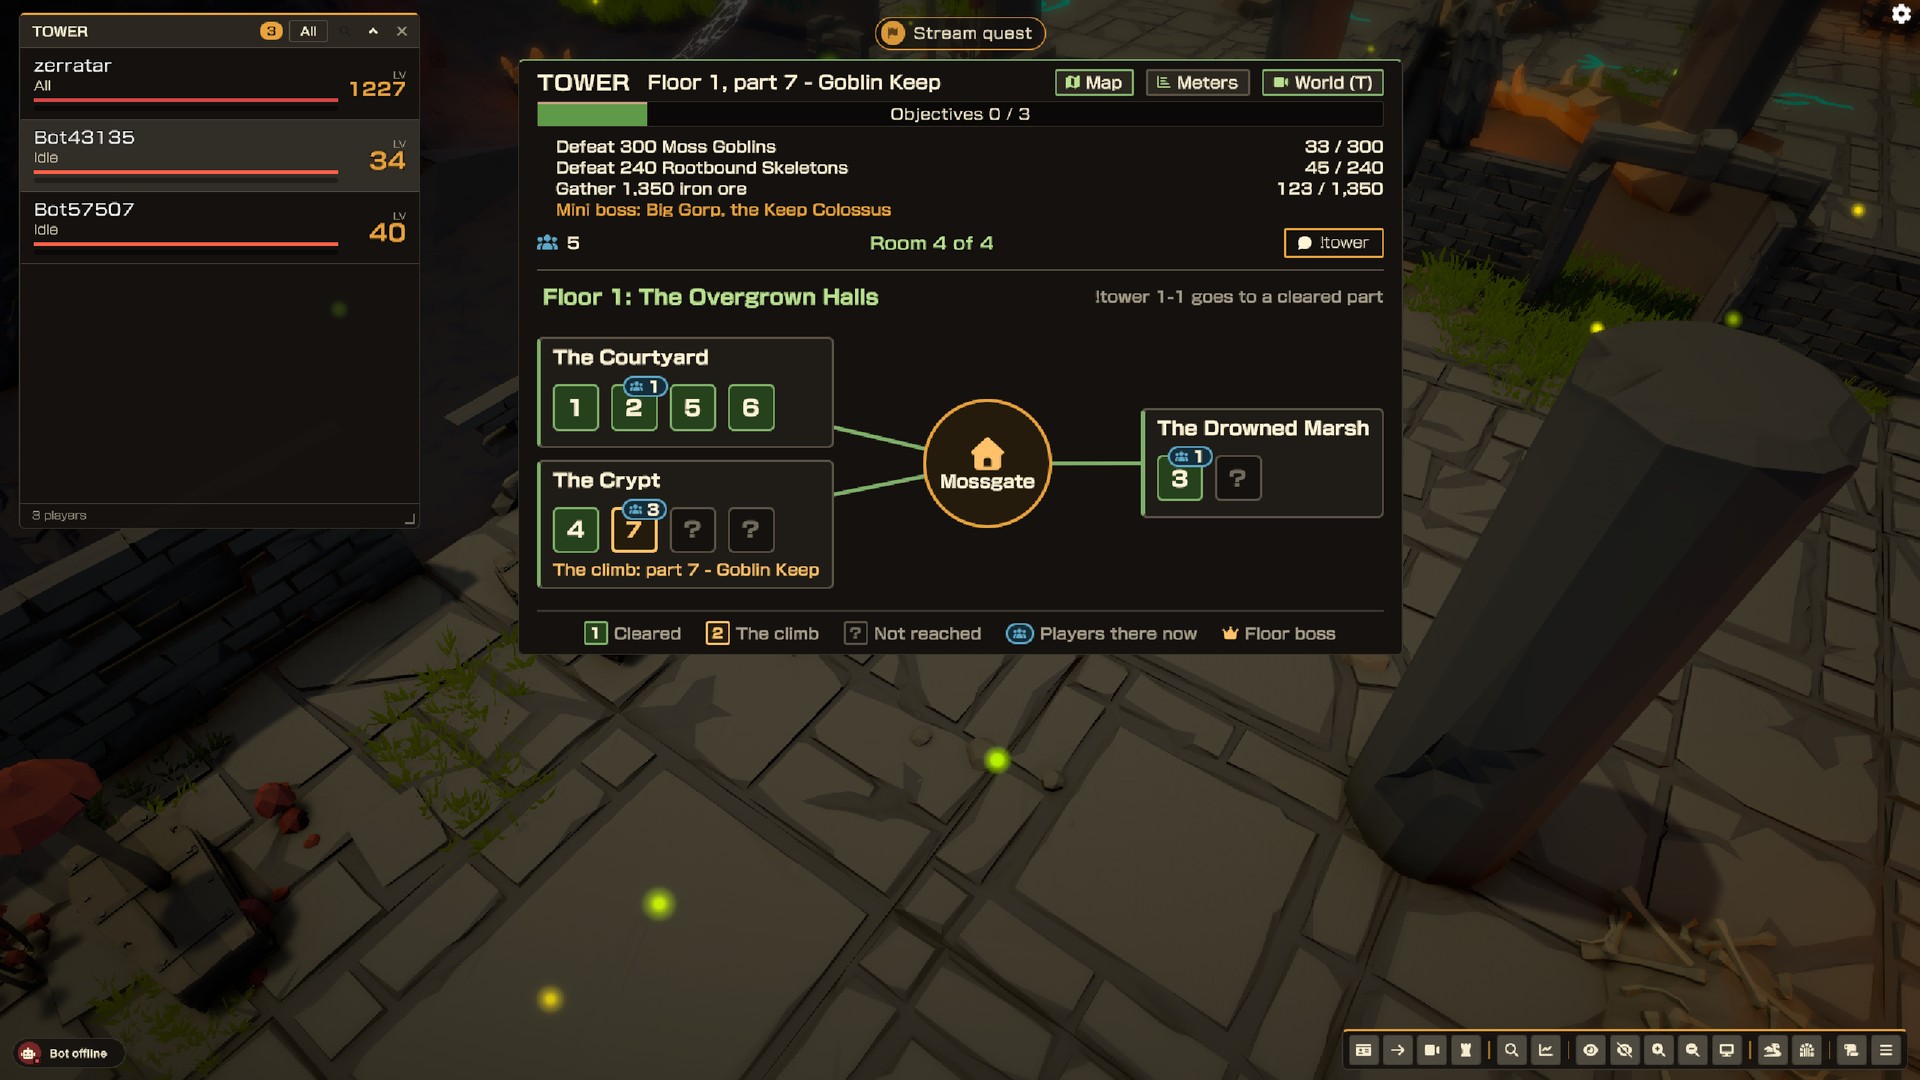 TOWER
3
All
zerratar
All
LV
1227
Bot43135
Idle
LV
34
Bot57507
Idle
LV
40
3 players
Stream quest
TOWER Floor 1, part 7 - Goblin Keep
Map
Meters
World (T)
Objectives 0 / 3
Defeat 300 Moss Goblins 33 / 300
Defeat 240 Rootbound Skeletons 45 / 240
Gather 1,350 iron ore 123 / 1,350
Mini boss: Big Gorp, the Keep Colossus
5
Room 4 of 4
!tower
Floor 1: The Overgrown Halls
!tower 1-1 goes to a cleared part
The Courtyard
1
1 2 5 6
The Crypt
3
4 7 ? ?
The climb: part 7 - Goblin Keep
Mossgate
The Drowned Marsh
1
3 ?
1 Cleared
2 The climb
? Not reached
Players there now
Floor boss
Bot offline